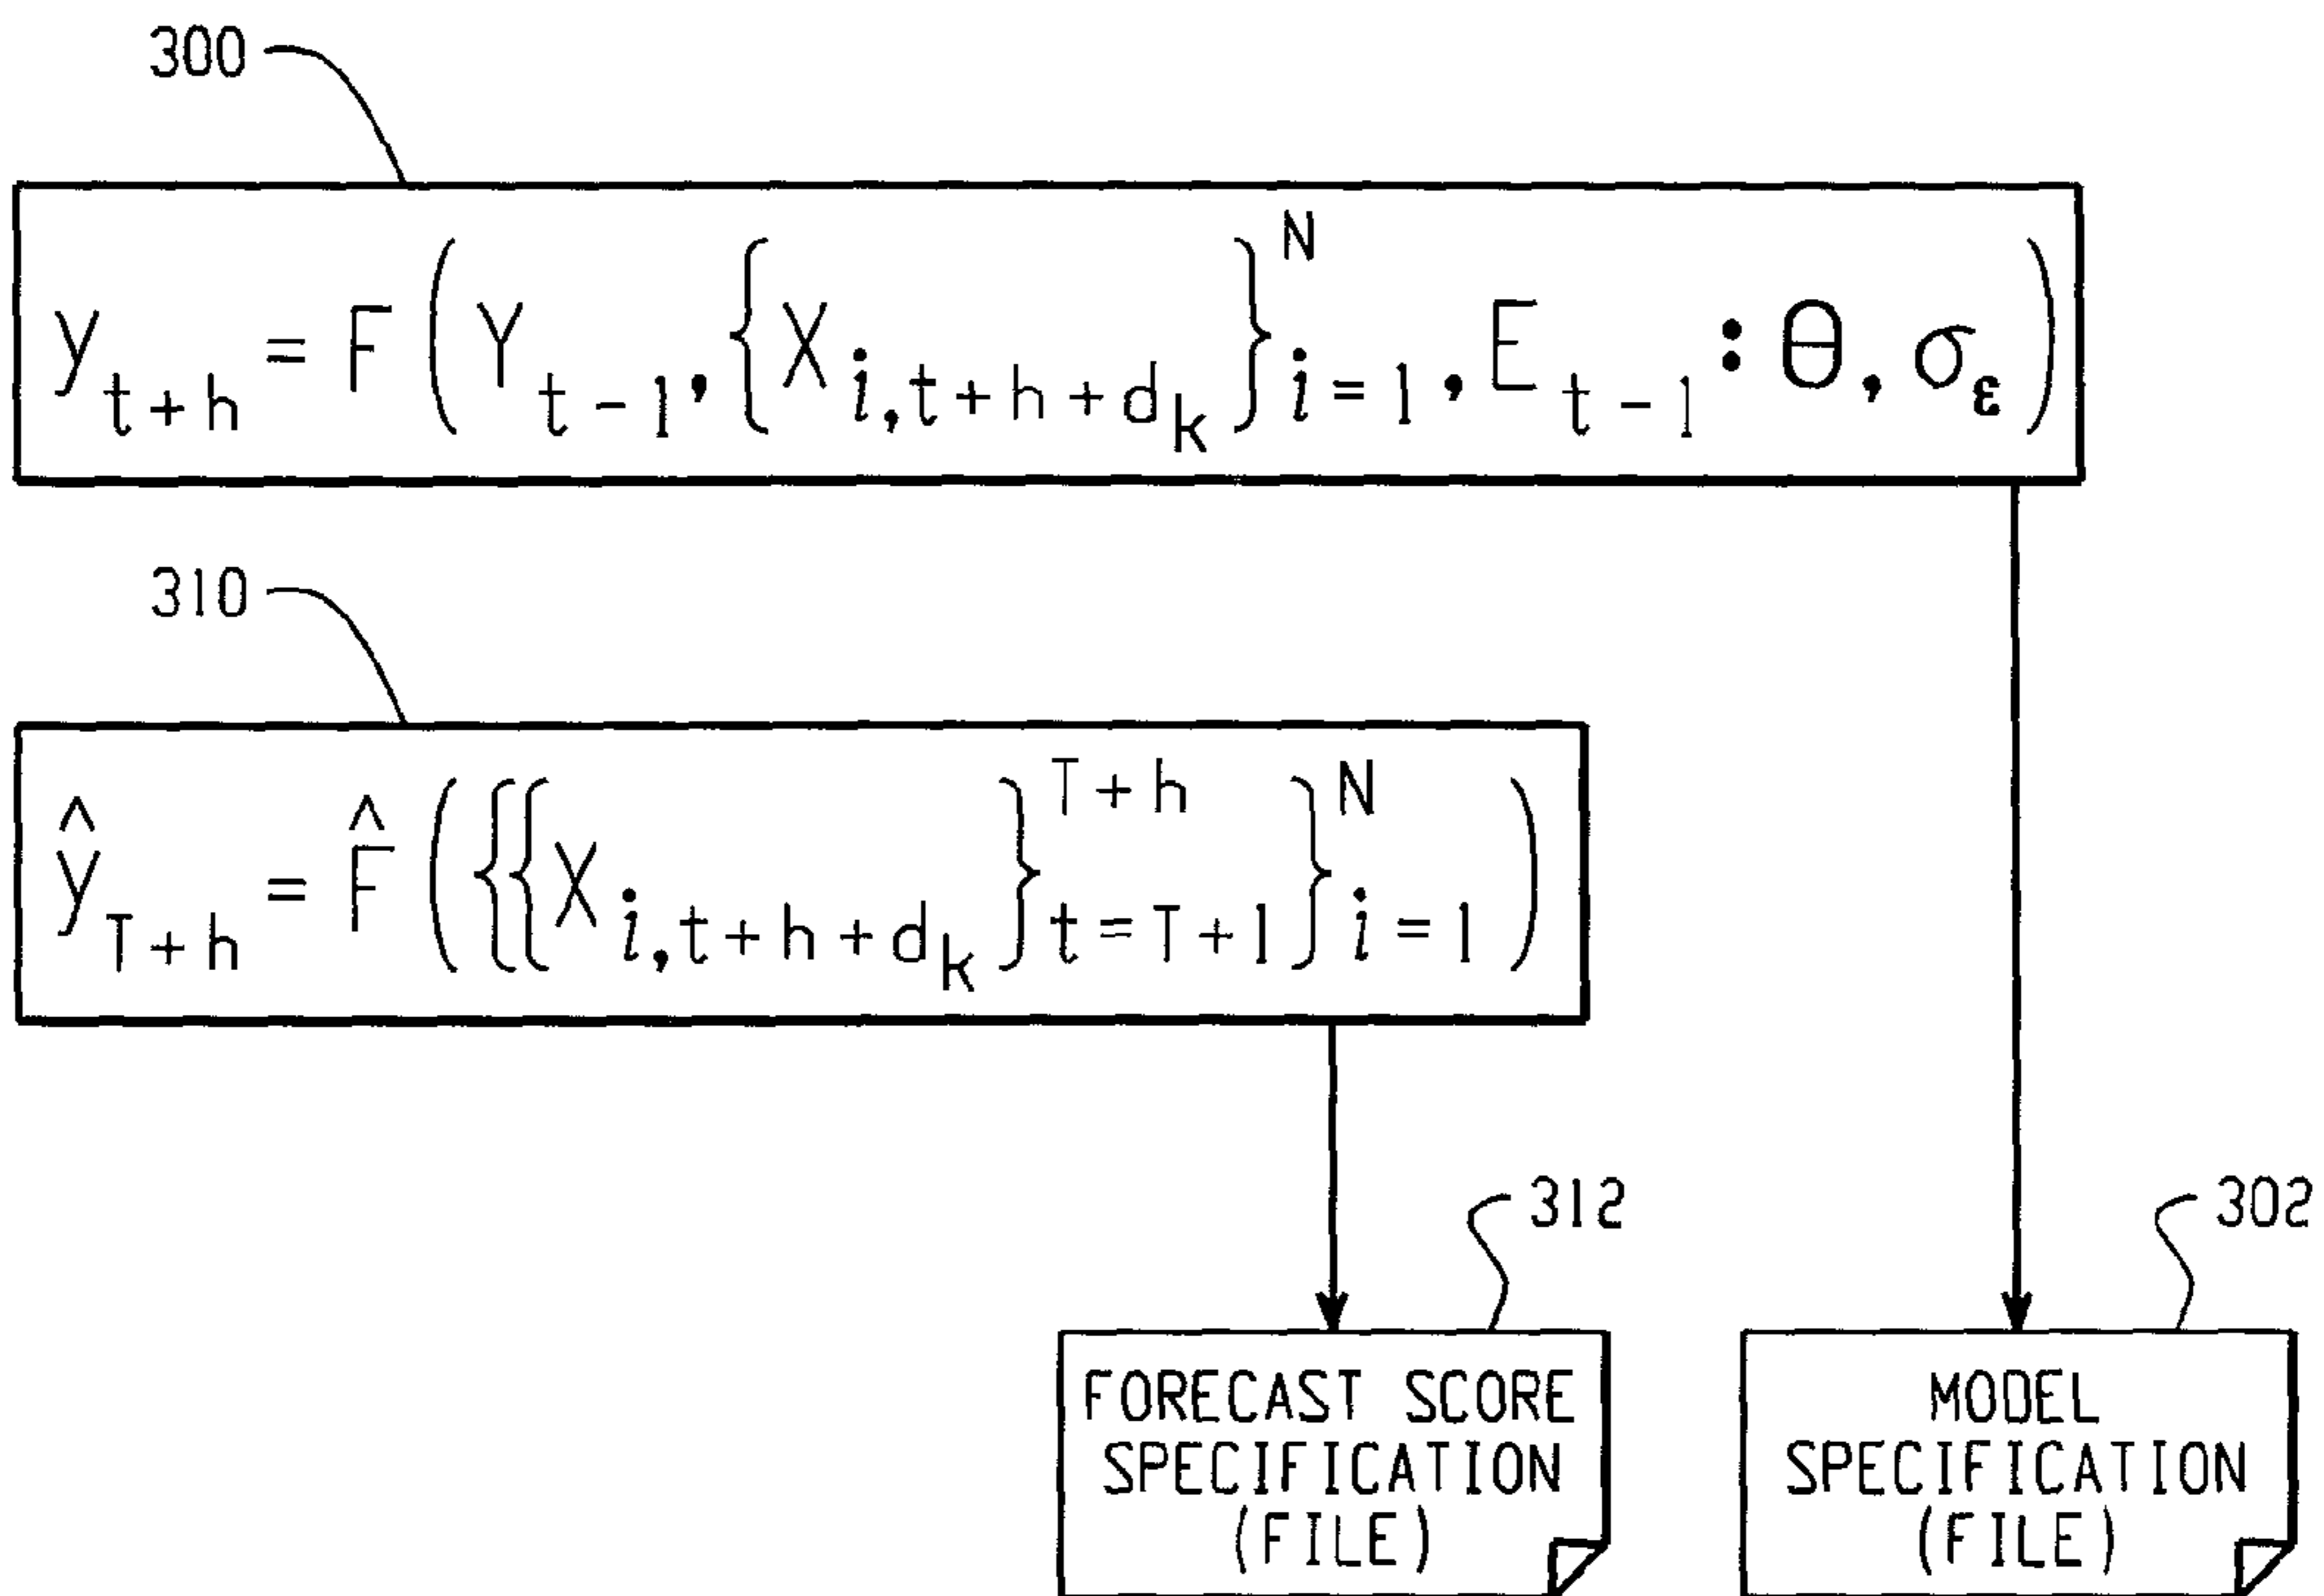 300
y_{t+h} = F(Y_{t-1}, {X_{i,t+h+d_k}}_{i=1}^{N}, E_{t-1} : Θ, σ_ε)
310
ŷ_{T+h} = F̂({{X_{i,t+h+d_k}}_{t=T+1}^{T+h}}_{i=1}^{N})
312
302
FORECAST SCORE
SPECIFICATION
(FILE)
MODEL
SPECIFICATION
(FILE)